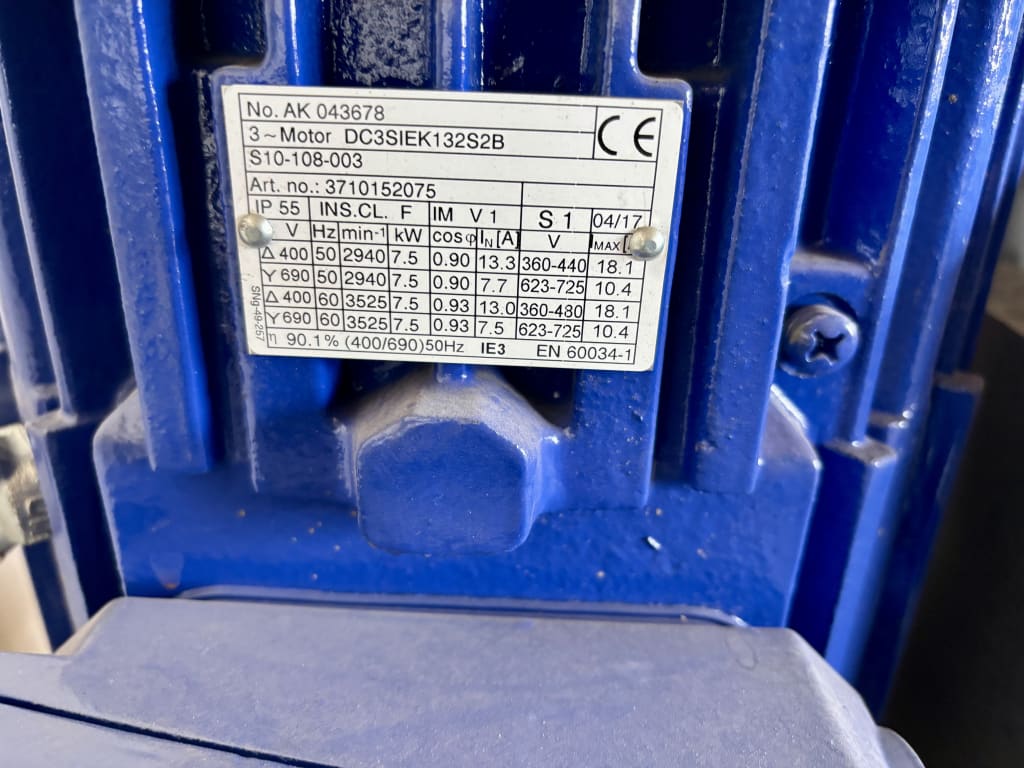 No. AK 043678
CE
3~Motor DC3SIEK132S2B
S10-108-003
Art. no.: 3710152075
IP 55 INS.CL. F IM V 1 S 1 04/17
V Hz min-1 kW cos φ IN [A] V MAX [
Δ 400 50 2940 7.5 0.90 13.3 360-440 18.1
Y 690 50 2940 7.5 0.90 7.7 623-725 10.4
Δ 400 60 3525 7.5 0.93 13.0 360-480 18.1
Y 690 60 3525 7.5 0.93 7.5 623-725 10.4
η 90.1% (400/690)50Hz IE3 EN 60034-1
SNg-49-257